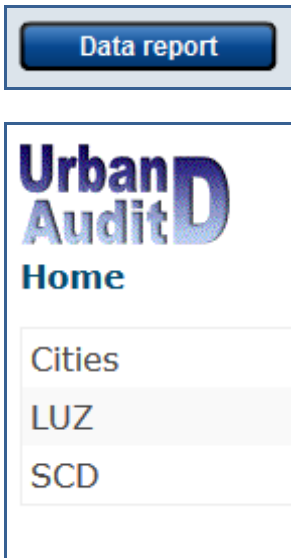 Data report
Urban
Audit D
Home
Cities
LUZ
SCD